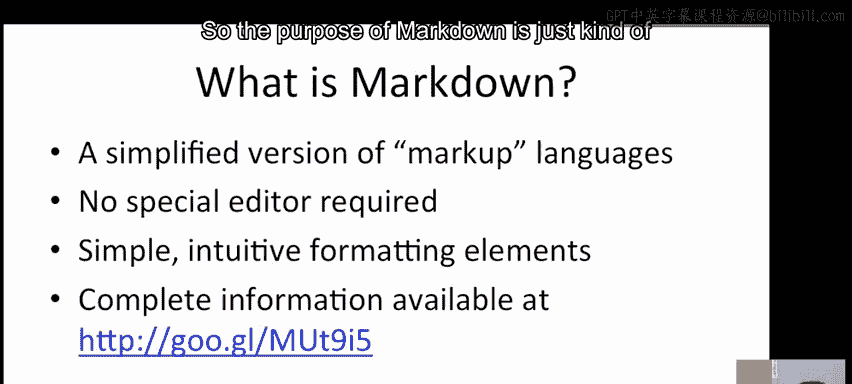 GPT中英字幕课程资源@bilibili.com
So the purpose of Markdown is just kind of
What is Markdown?
• A simplified version of “markup” languages
• No special editor required
• Simple, intuitive formatting elements
• Complete information available at
http://goo.gl/MUt9i5